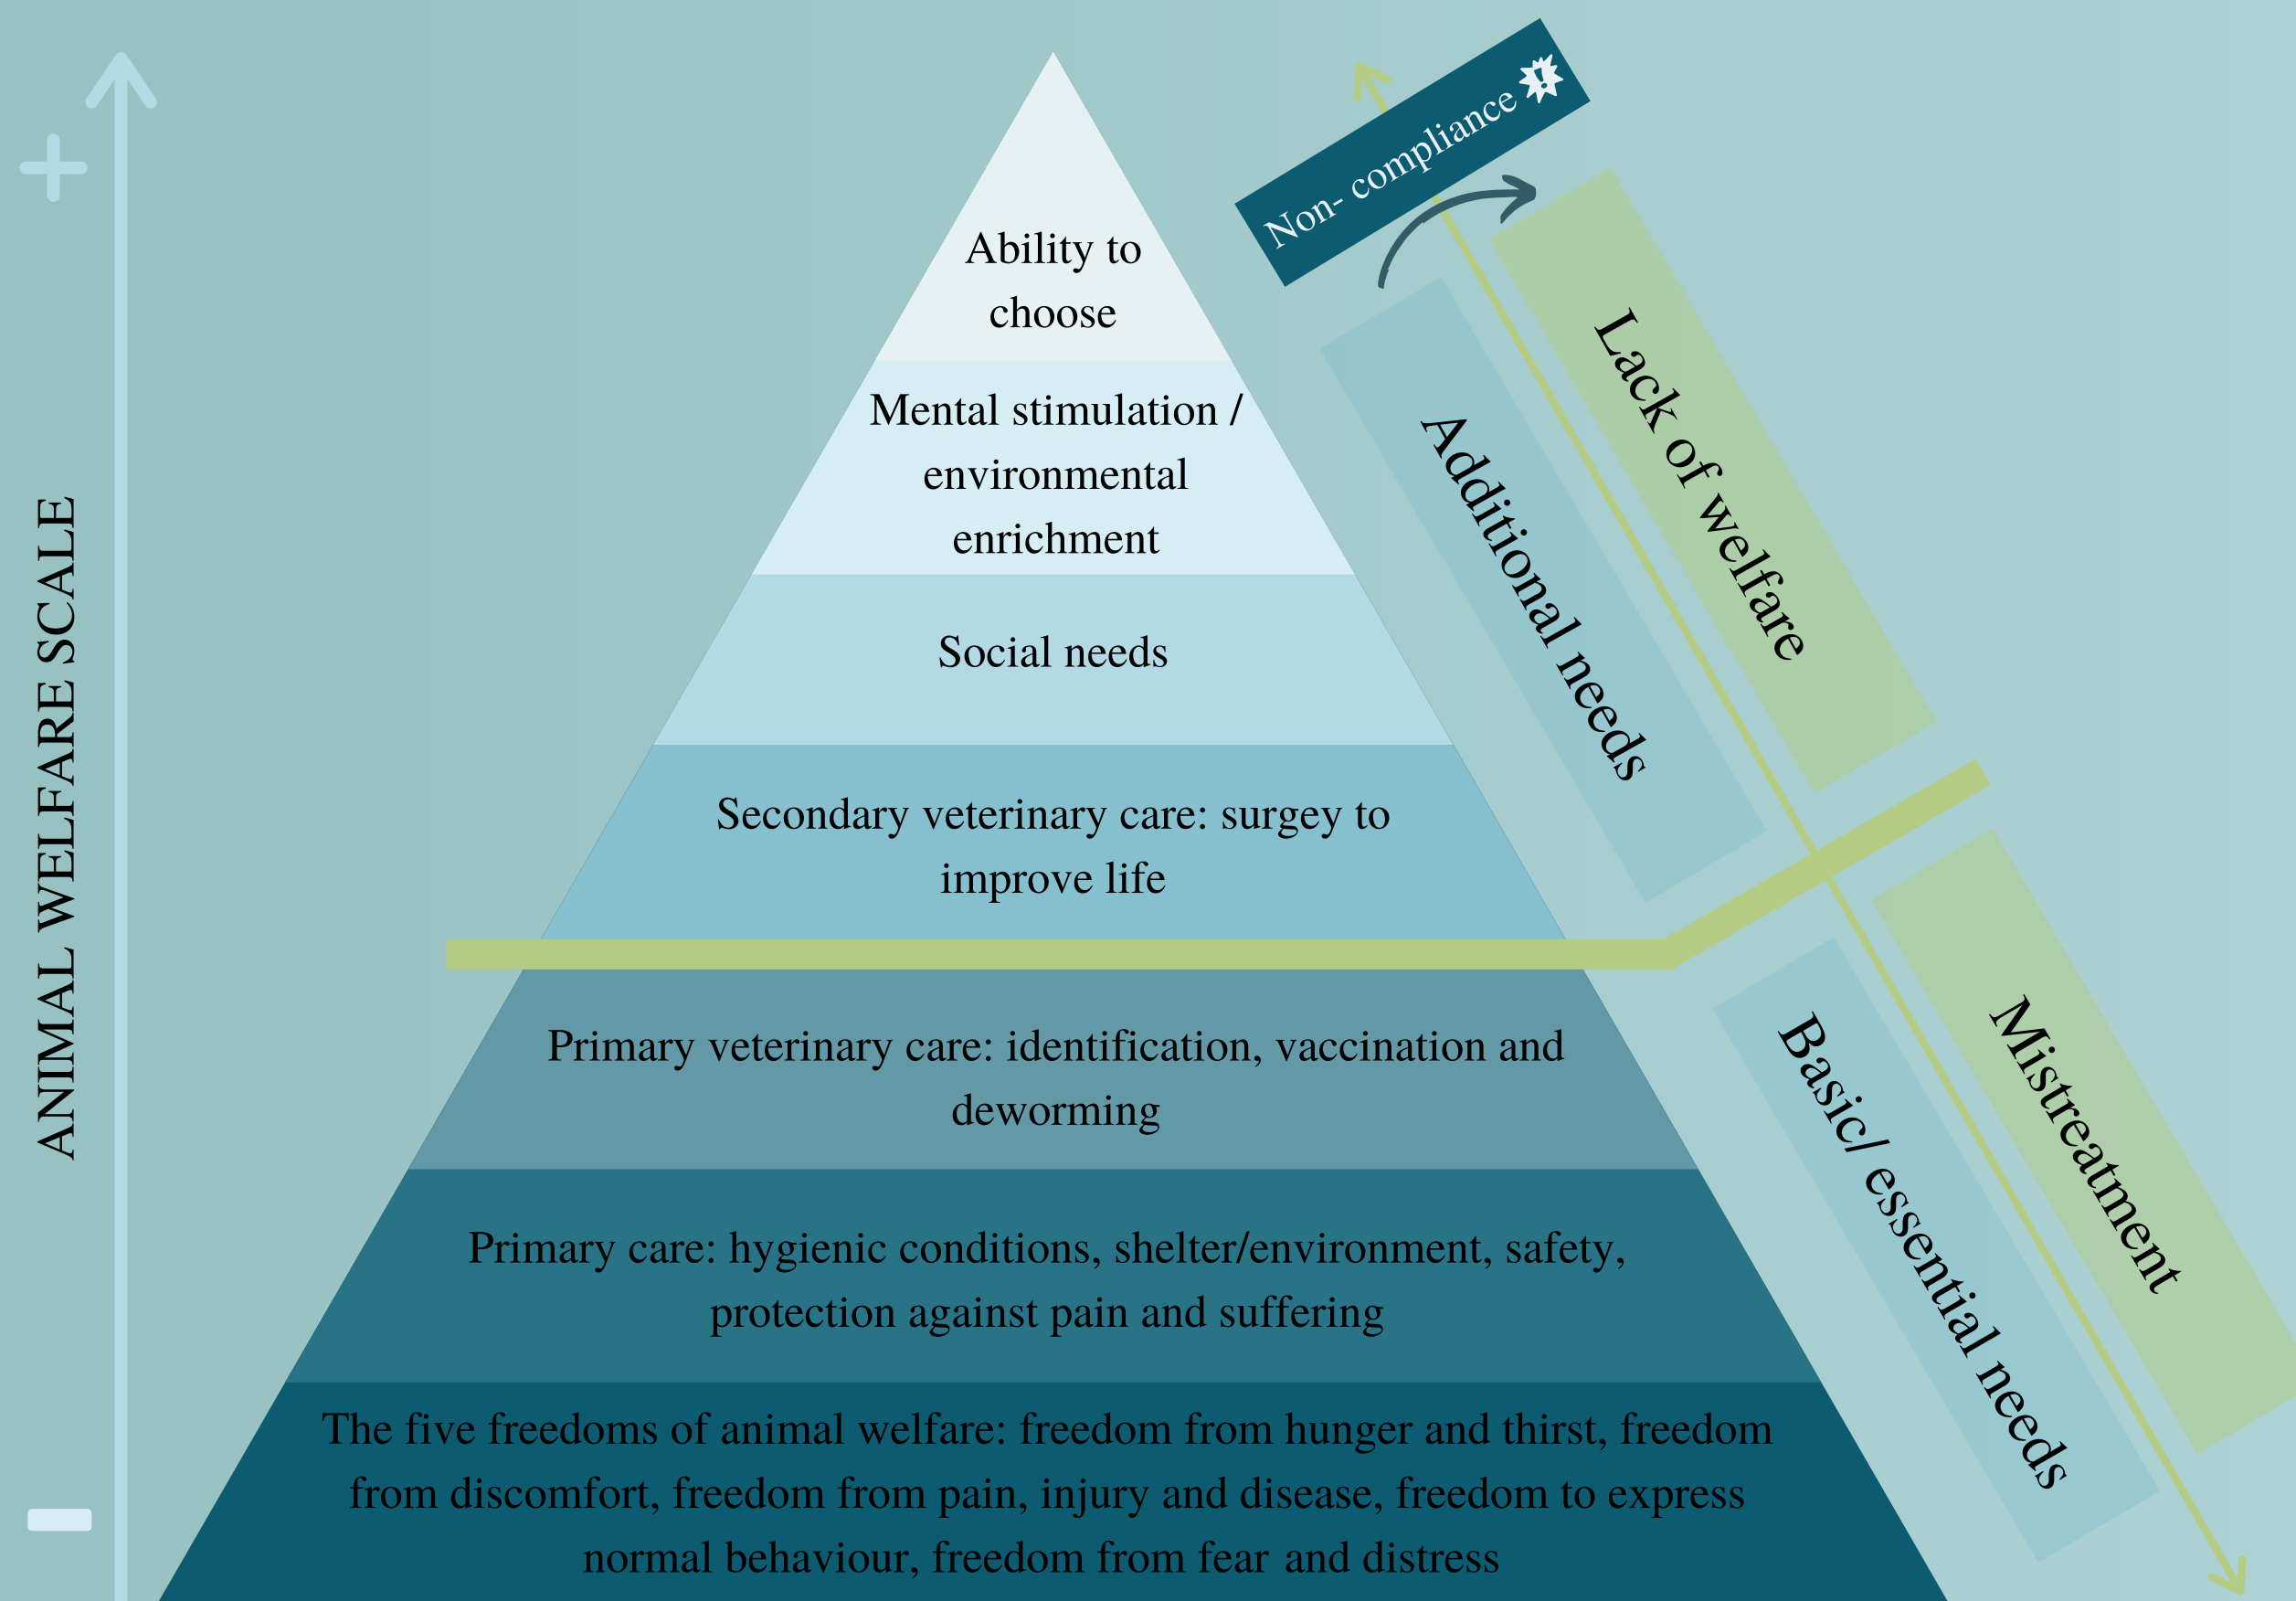 ANIMAL WELFARE SCALE
Ability to
choose
Mental stimulation /
environmental
enrichment
Social needs
Secondary veterinary care: surgey to
improve life
Primary veterinary care: identification, vaccination and
deworming
Primary care: hygienic conditions, shelter/environment, safety,
protection against pain and suffering
The five freedoms of animal welfare: freedom from hunger and thirst, freedom
from discomfort, freedom from pain, injury and disease, freedom to express
normal behaviour, freedom from fear and distress
Non- compliance
Additional needs
Lack of welfare
Basic/ essential needs
Mistreatment